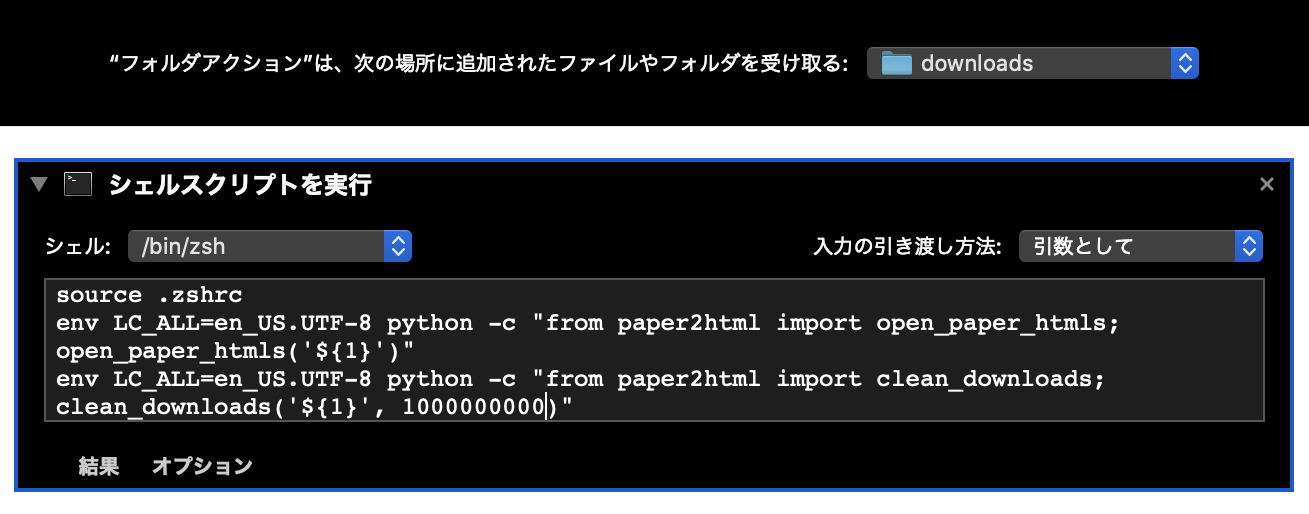 “フォルダアクション”は、次の場所に追加されたファイルやフォルダを受け取る: downloads
シェルスクリプトを実行
シェル: /bin/zsh 入力の引き渡し方法: 引数として
source .zshrc
env LC_ALL=en_US.UTF-8 python -c "from paper2html import open_paper_htmls;
open_paper_htmls('${1}')"
env LC_ALL=en_US.UTF-8 python -c "from paper2html import clean_downloads;
clean_downloads('${1}', 1000000000)"
結果 オプション